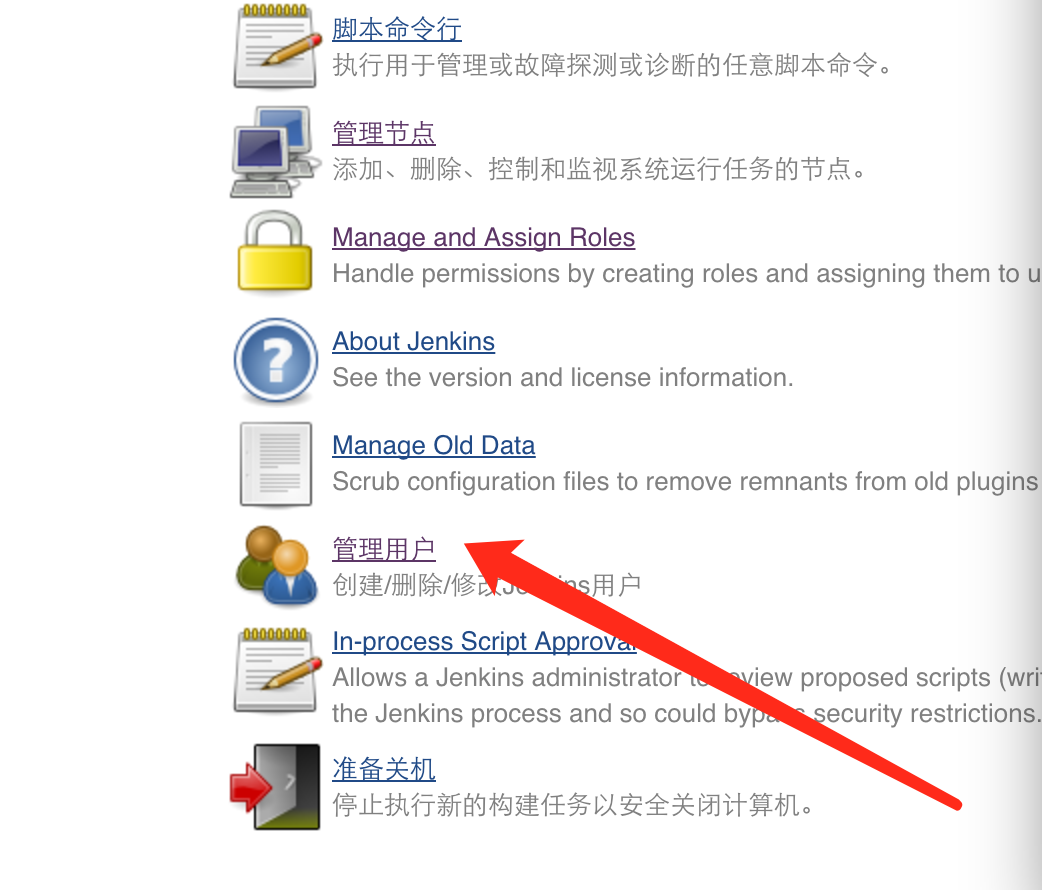 脚本命令行
执行用于管理或故障探测或诊断的任意脚本命令。
管理节点
添加、删除、控制和监视系统运行任务的节点。
Manage and Assign Roles
Handle permissions by creating roles and assigning them to u
About Jenkins
See the version and license information.
Manage Old Data
Scrub configuration files to remove remnants from old plugins
管理用户
创建/删除/修改Jenkins用户
In-process Script Approval
Allows a Jenkins administrator to review proposed scripts (wri
the Jenkins process and so could bypass security restrictions.
准备关机
停止执行新的构建任务以安全关闭计算机。